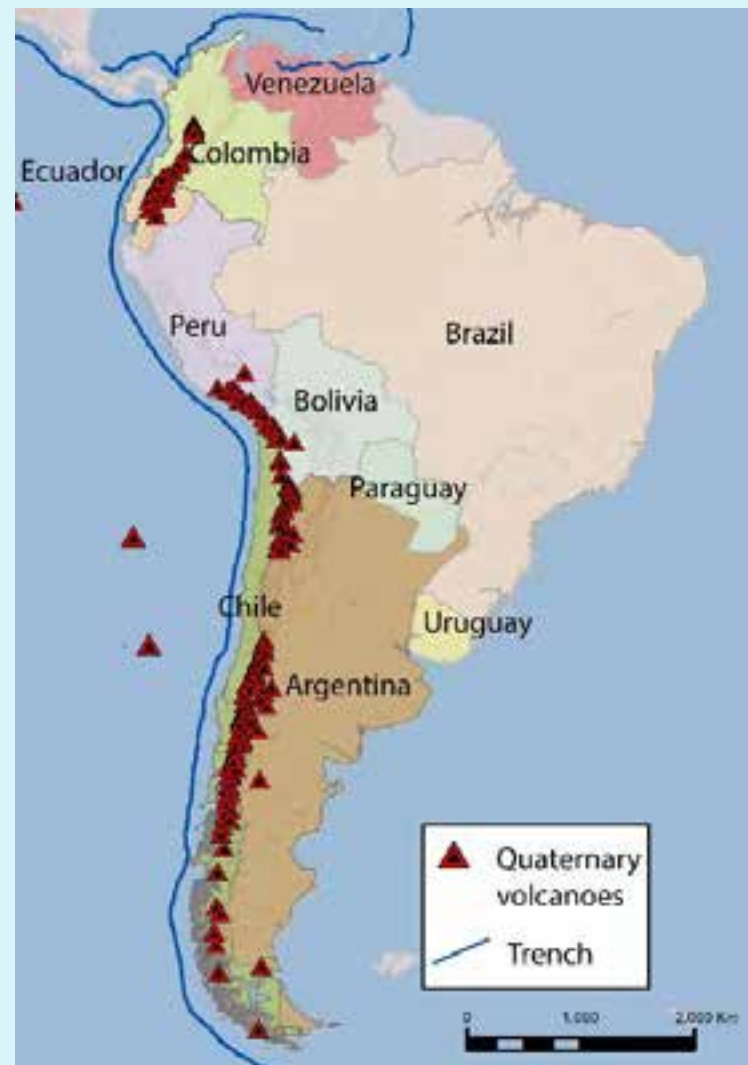 Venezuela
Colombia
Ecuador
Peru
Brazil
Bolivia
Paraguay
Chile
Uruguay
Argentina
Quaternary
volcanoes
Trench
0 1,000 2,000 Km